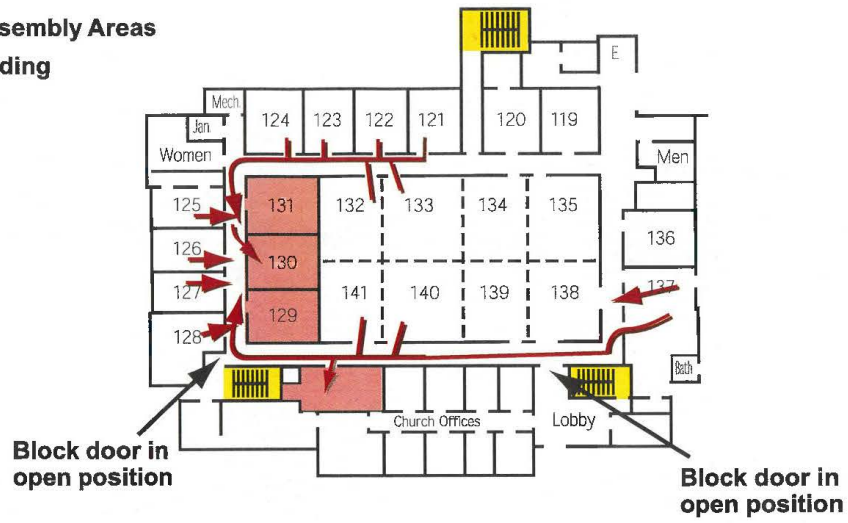 sembly Areas
ding
E
Mech.
124 123 122 121 120 119
Jan.
Women
Men
125 131 132 133 134 135
136
126 130
127 141 140 139 138 137
129
128
Bath
Church Offices Lobby
Block door in
open position
Block door in
open position